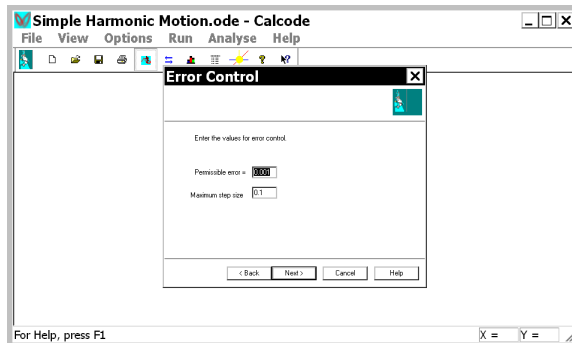 Simple Harmonic Motion.ode - Calcode
File View Options Run Analyse Help
Error Control
Enter the values for error control.
Permissible error = 0.001
Maximum step size 0.1
< Back Next > Cancel Help
For Help, press F1 X = Y =